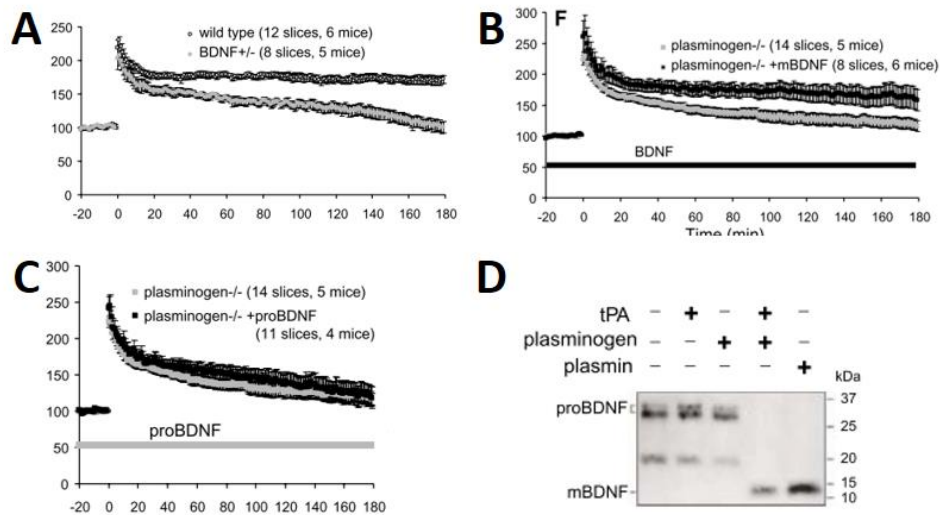 A
250
200
150
100
50
0
-20 0 20 40 60 80 100 120 140 160 180
wild type (12 slices, 6 mice)
BDNF+/- (8 slices, 5 mice)
B
F
300
250
200
150
100
50
0
plasminogen-/- (14 slices, 5 mice)
plasminogen-/- +mBDNF (8 slices, 6 mice)
BDNF
-20 0 20 40 60 80 100 120 140 160 180
Time (min)
C
300
250
200
150
100
50
0
plasminogen-/- (14 slices, 5 mice)
plasminogen-/- +proBDNF
(11 slices, 4 mice)
proBDNF
-20 0 20 40 60 80 100 120 140 160 180
D
tPA – + – + –
plasminogen – – + + –
plasmin – – – – +
kDa
proBDNF
37
25
20
15
mBDNF
10